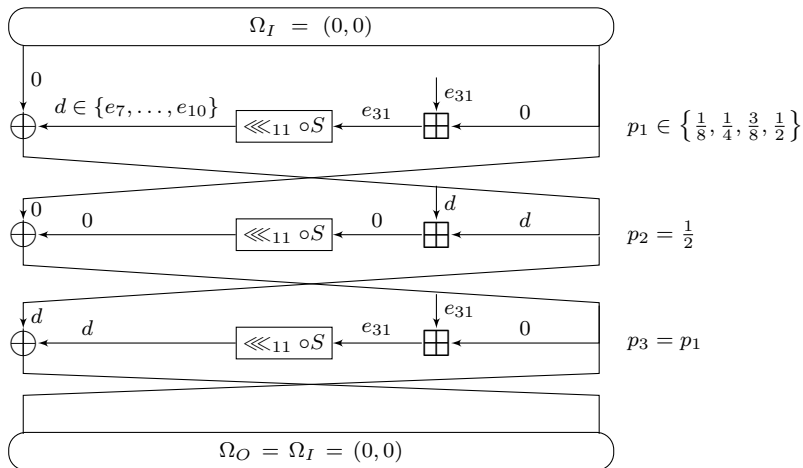 Ω_I = (0, 0)
0
d ∈ {e_7, . . . , e_10}
⋘_11 ∘S
e_31
e_31
0
p_1 ∈ {1/8, 1/4, 3/8, 1/2}
0
0
⋘_11 ∘S
0
d
d
p_2 = 1/2
d
d
⋘_11 ∘S
e_31
e_31
0
p_3 = p_1
Ω_O = Ω_I = (0, 0)